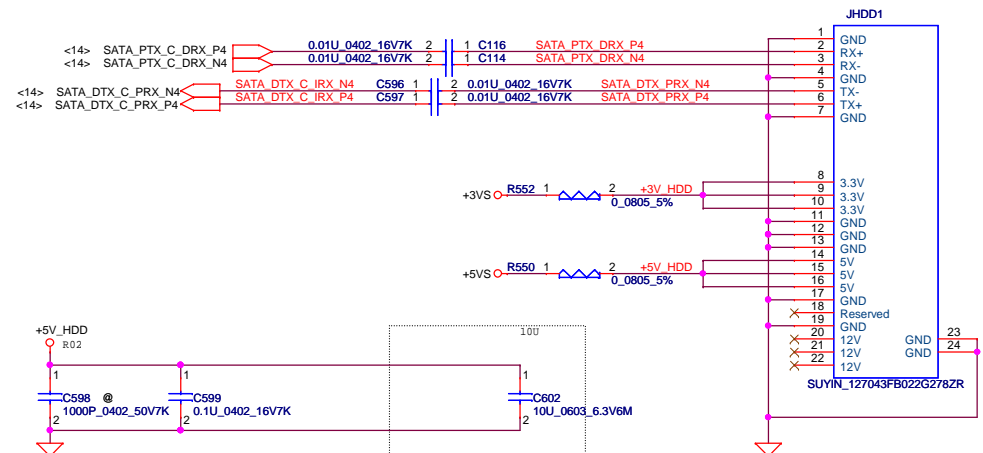 JHDD1
<14> SATA_PTX_C_DRX_P4 0.01U_0402_16V7K 2 1 C116 SATA_PTX_DRX_P4
<14> SATA_PTX_C_DRX_N4 0.01U_0402_16V7K 2 1 C114 SATA_PTX_DRX_N4
<14> SATA_DTX_C_PRX_N4 SATA_DTX_C_IRX_N4 C596 1 2 0.01U_0402_16V7K SATA_DTX_PRX_N4
<14> SATA_DTX_C_PRX_P4 SATA_DTX_C_IRX_P4 C597 1 2 0.01U_0402_16V7K SATA_DTX_PRX_P4
1 GND
2 RX+
3 RX-
4 GND
5 TX-
6 TX+
7 GND
+3VS R552 1 2 +3V_HDD
0_0805_5%
8 3.3V
9 3.3V
10 3.3V
11 GND
12 GND
13 GND
+5VS R550 1 2 +5V_HDD
0_0805_5%
14 5V
15 5V
16 5V
17 GND
18 Reserved
19 GND
20 12V
21 12V
22 12V
GND 23
GND 24
SUYIN_127043FB022G278ZR
+5V_HDD
R02
10U
1 C598 @
1000P_0402_50V7K
2
1 C599
0.1U_0402_16V7K
2
1 C602
10U_0603_6.3V6M
2